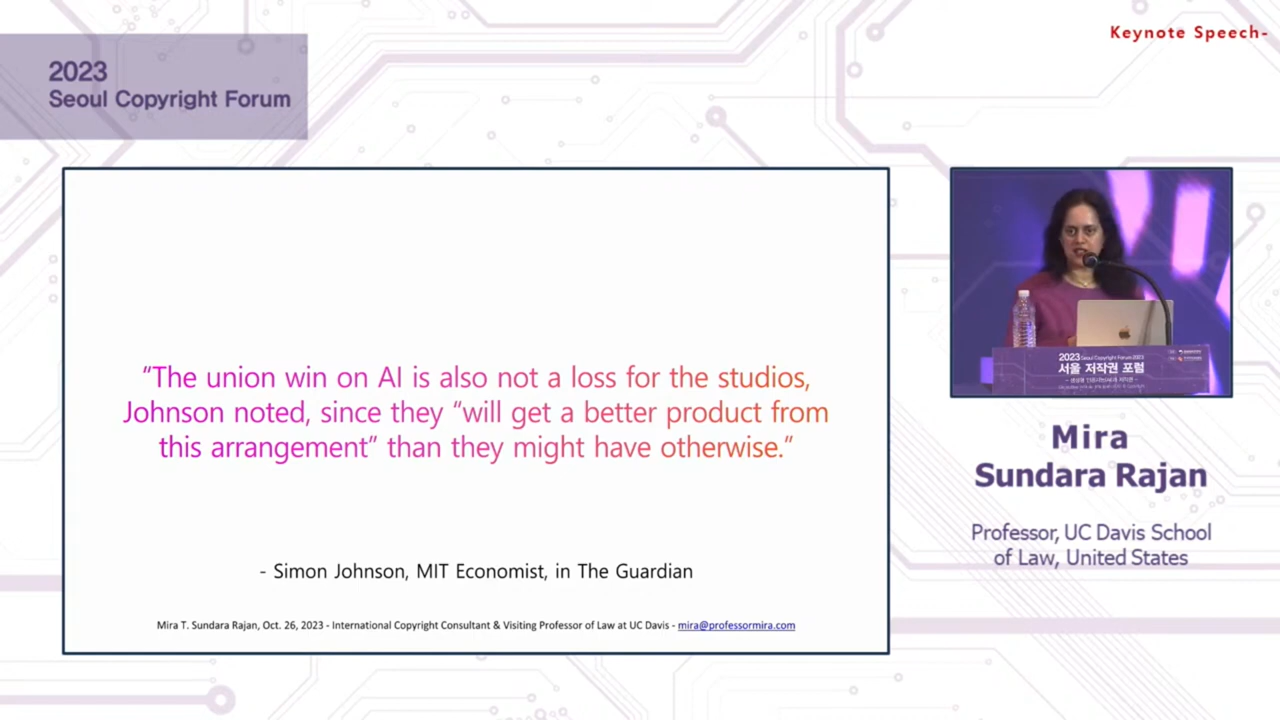 Keynote Speech-
2023
Seoul Copyright Forum
“The union win on AI is also not a loss for the studios,
Johnson noted, since they “will get a better product from
this arrangement” than they might have otherwise.”
- Simon Johnson, MIT Economist, in The Guardian
Mira T. Sundara Rajan, Oct. 26, 2023 - International Copyright Consultant & Visiting Professor of Law at UC Davis - mira@professormira.com
2023 Seoul Copyright Forum 2023
서울 저작권 포럼
Mira
Sundara Rajan
Professor, UC Davis School
of Law, United States